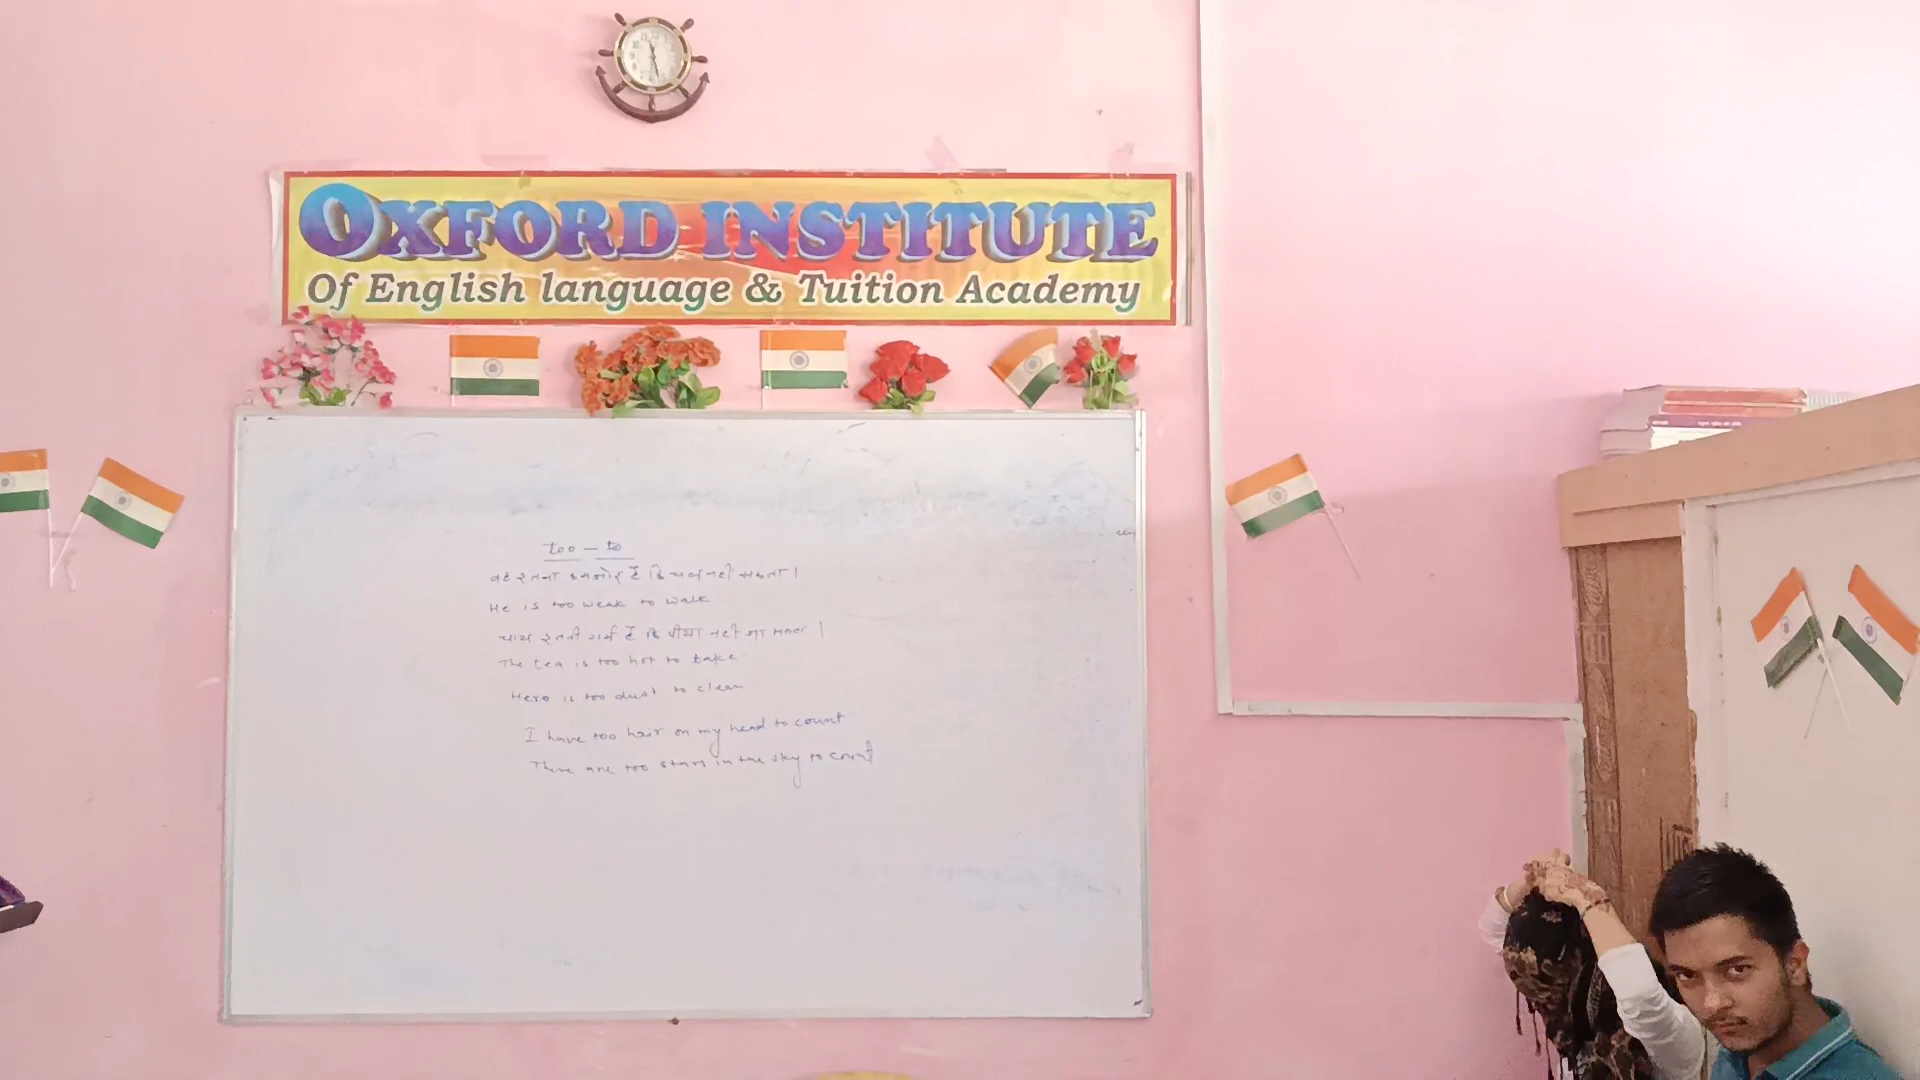 OXFORD INSTITUTE
Of English language & Tuition Academy
too – to
वह इतना कमजोर है कि चल नहीं सकता।
He is too weak to walk
चाय इतनी गर्म है कि पीया नहीं जा सकता।
The tea is too hot to take
Hero is too dust to clean
I have too hair on my head to count
There are too stars in the sky to count